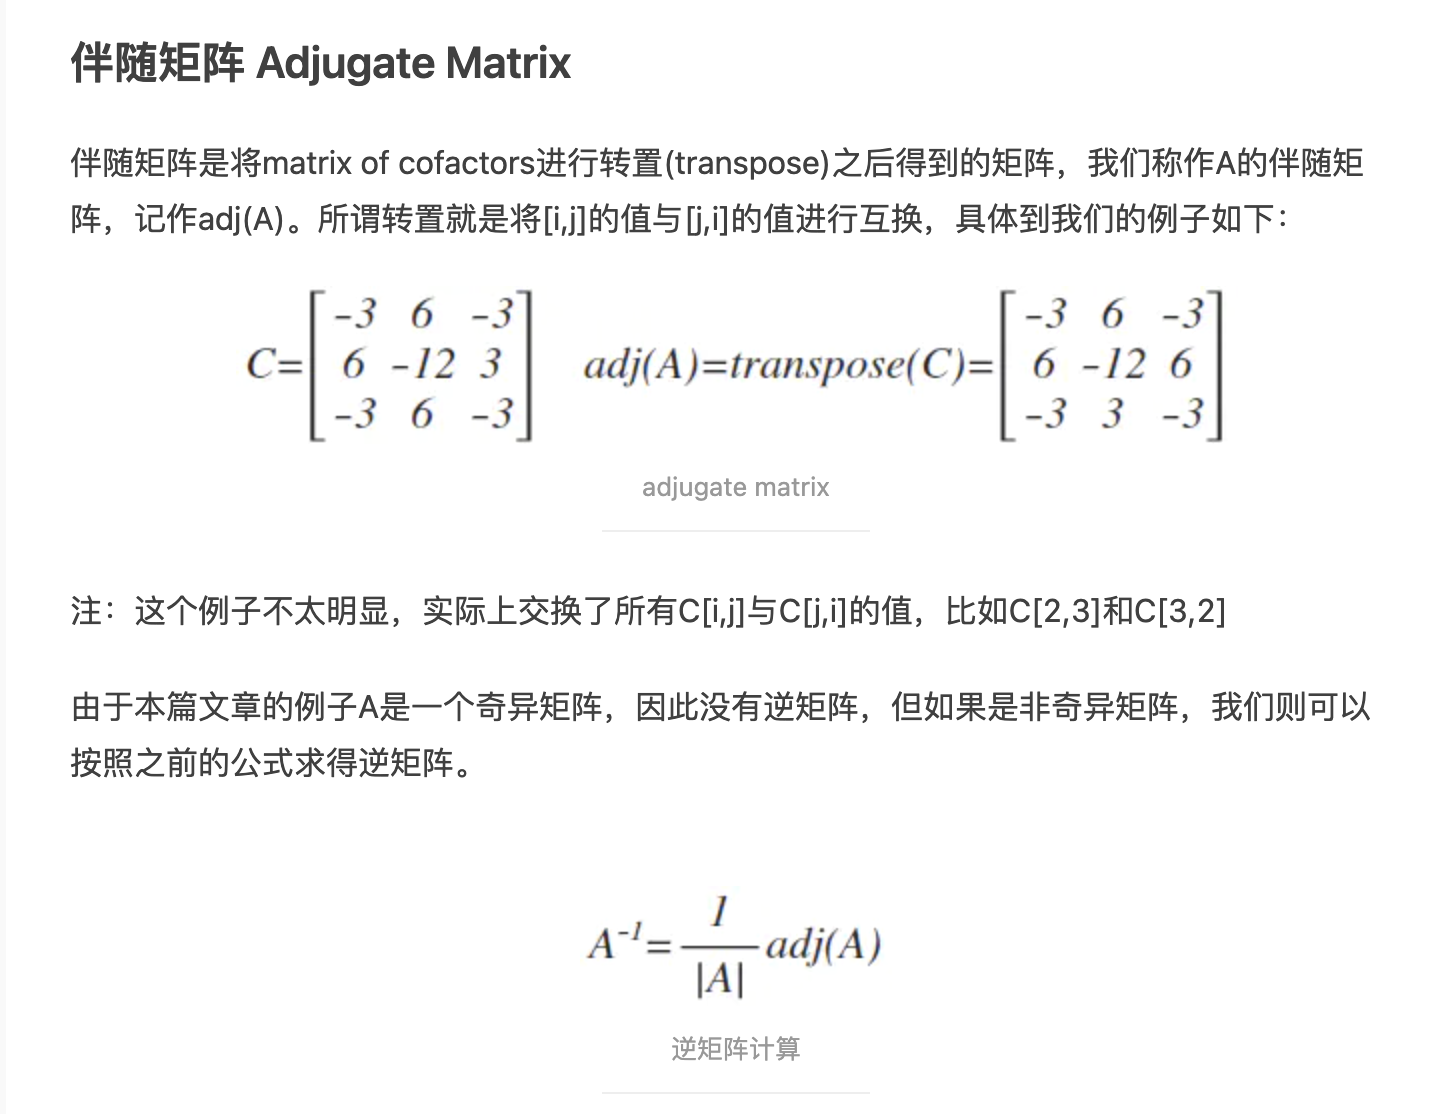 伴随矩阵 Adjugate Matrix
伴随矩阵是将matrix of cofactors进行转置(transpose)之后得到的矩阵，我们称作A的伴随矩
阵，记作adj(A)。所谓转置就是将[i,j]的值与[j,i]的值进行互换，具体到我们的例子如下：
-3 6 -3 -3 6 -3
C= 6 -12 3 adj(A)=transpose(C)= 6 -12 6
-3 6 -3 -3 3 -3
adjugate matrix
注：这个例子不太明显，实际上交换了所有C[i,j]与C[j,i]的值，比如C[2,3]和C[3,2]
由于本篇文章的例子A是一个奇异矩阵，因此没有逆矩阵，但如果是非奇异矩阵，我们则可以
按照之前的公式求得逆矩阵。
1
A-1= adj(A)
|A|
逆矩阵计算